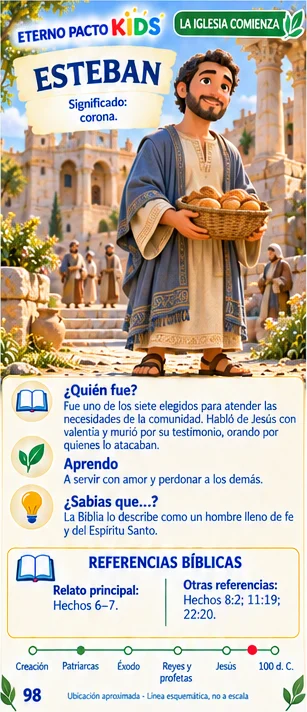 ETERNO PACTO KIDS
LA IGLESIA COMIENZA
ESTEBAN
Significado:
corona.
¿Quién fue?
Fue uno de los siete elegidos para atender las
necesidades de la comunidad. Habló de Jesús con
valentia y murió por su testimonio, orando por
quienes lo atacaban.
Aprendo
A servir con amor y perdonar a los demás.
¿Sabias que...?
La Biblia lo describe como un hombre lleno de fe
y del Espíritu Santo.
REFERENCIAS BÍBLICAS
Relato principal:
Hechos 6–7.
Otras referencias:
Hechos 8:2; 11:19;
22:20.
Creación
Patriarcas
Éxodo
Reyes y
profetas
Jesús
100 d. C.
98
Ubicación aproximada - Línea esquemática, no a escala